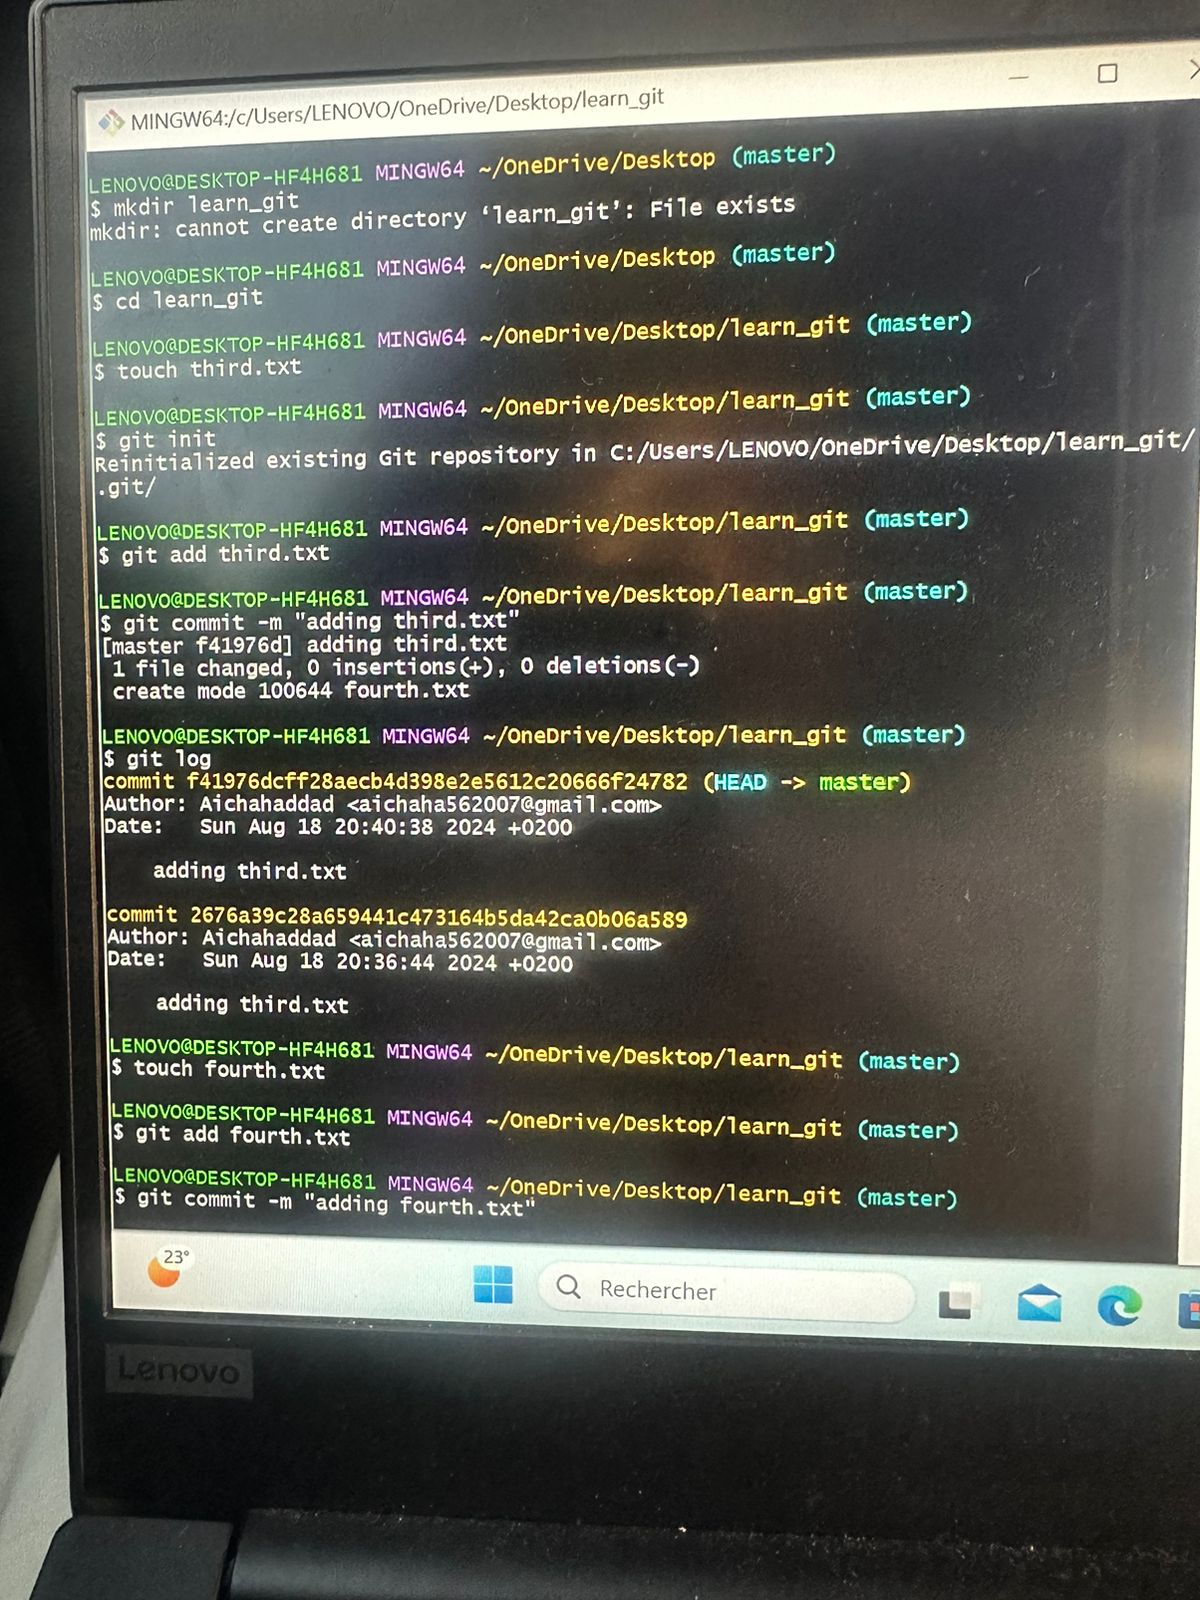 MINGW64:/c/Users/LENOVO/OneDrive/Desktop/learn_git
LENOVO@DESKTOP-HF4H681 MINGW64 ~/OneDrive/Desktop (master)
$ mkdir learn_git
mkdir: cannot create directory ‘learn_git’: File exists
LENOVO@DESKTOP-HF4H681 MINGW64 ~/OneDrive/Desktop (master)
$ cd learn_git
LENOVO@DESKTOP-HF4H681 MINGW64 ~/OneDrive/Desktop/learn_git (master)
$ touch third.txt
LENOVO@DESKTOP-HF4H681 MINGW64 ~/OneDrive/Desktop/learn_git (master)
$ git init
Reinitialized existing Git repository in C:/Users/LENOVO/OneDrive/Desktop/learn_git/
.git/
LENOVO@DESKTOP-HF4H681 MINGW64 ~/OneDrive/Desktop/learn_git (master)
$ git add third.txt
LENOVO@DESKTOP-HF4H681 MINGW64 ~/OneDrive/Desktop/learn_git (master)
$ git commit -m "adding third.txt"
[master f41976d] adding third.txt
1 file changed, 0 insertions(+), 0 deletions(-)
create mode 100644 fourth.txt
LENOVO@DESKTOP-HF4H681 MINGW64 ~/OneDrive/Desktop/learn_git (master)
$ git log
commit f41976dcff28aecb4d398e2e5612c20666f24782 (HEAD -> master)
Author: Aichahaddad <aichaha562007@gmail.com>
Date:   Sun Aug 18 20:40:38 2024 +0200
adding third.txt
commit 2676a39c28a659441c473164b5da42ca0b06a589
Author: Aichahaddad <aichaha562007@gmail.com>
Date:   Sun Aug 18 20:36:44 2024 +0200
adding third.txt
LENOVO@DESKTOP-HF4H681 MINGW64 ~/OneDrive/Desktop/learn_git (master)
$ touch fourth.txt
LENOVO@DESKTOP-HF4H681 MINGW64 ~/OneDrive/Desktop/learn_git (master)
$ git add fourth.txt
LENOVO@DESKTOP-HF4H681 MINGW64 ~/OneDrive/Desktop/learn_git (master)
$ git commit -m "adding fourth.txt"
23°
Rechercher
Lenovo